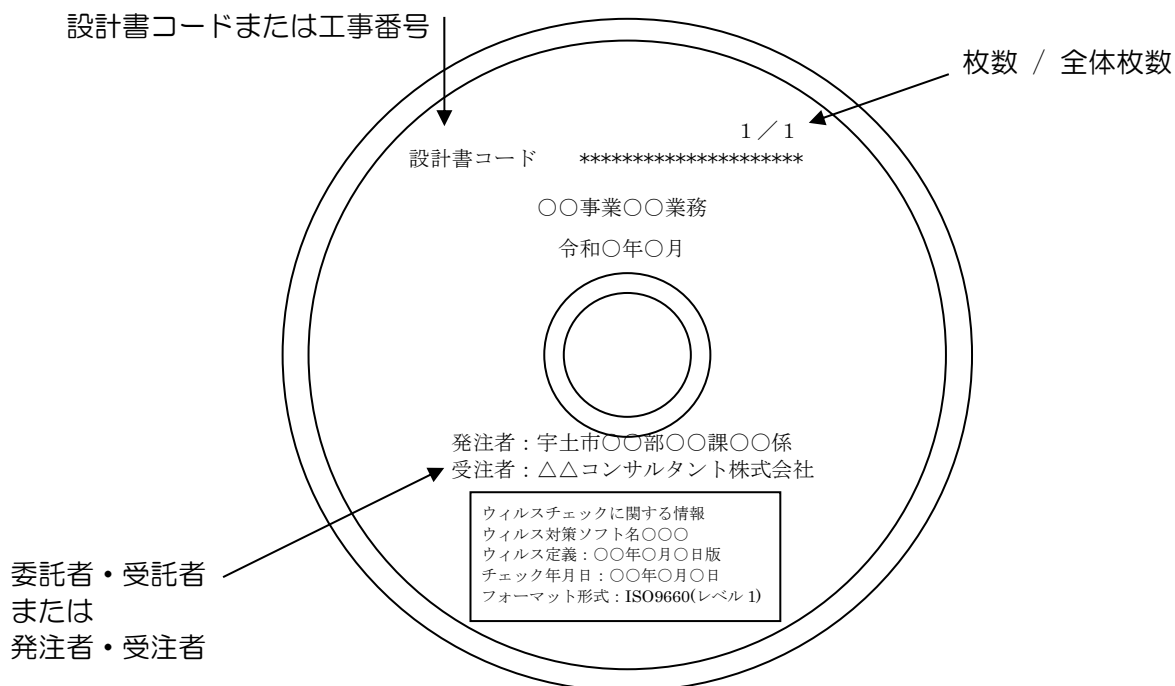 設計書コードまたは工事番号
枚数 / 全体枚数
1/1
設計書コード *********************
○○事業○○業務
令和○年○月
発注者:宇土市○○部○○課○○係
受注者:△△コンサルタント株式会社
ウィルスチェックに関する情報
ウィルス対策ソフト名○○○
ウィルス定義:○○年○月○日版
チェック年月日:○○年○月○日
フォーマット形式:ISO9660(レベル1)
委託者・受託者
または
発注者・受注者